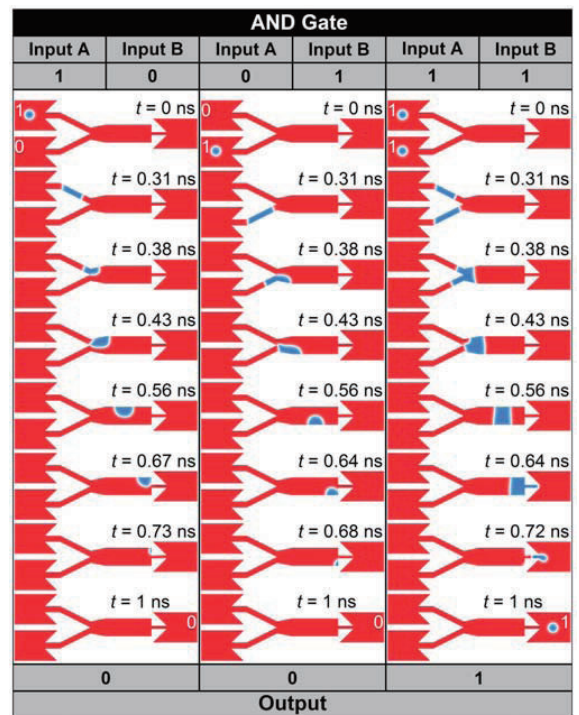 AND Gate
Input A Input B Input A Input B Input A Input B
1 0 0 1 1 1
1 0 t = 0 ns 0 1 t = 0 ns 1 1 t = 0 ns
t = 0.31 ns t = 0.31 ns t = 0.31 ns
t = 0.38 ns t = 0.38 ns t = 0.38 ns
t = 0.43 ns t = 0.43 ns t = 0.43 ns
t = 0.56 ns t = 0.56 ns t = 0.56 ns
t = 0.67 ns t = 0.64 ns t = 0.64 ns
t = 0.73 ns t = 0.68 ns t = 0.72 ns
t = 1 ns 0 t = 1 ns 0 t = 1 ns 1
0 0 1
Output